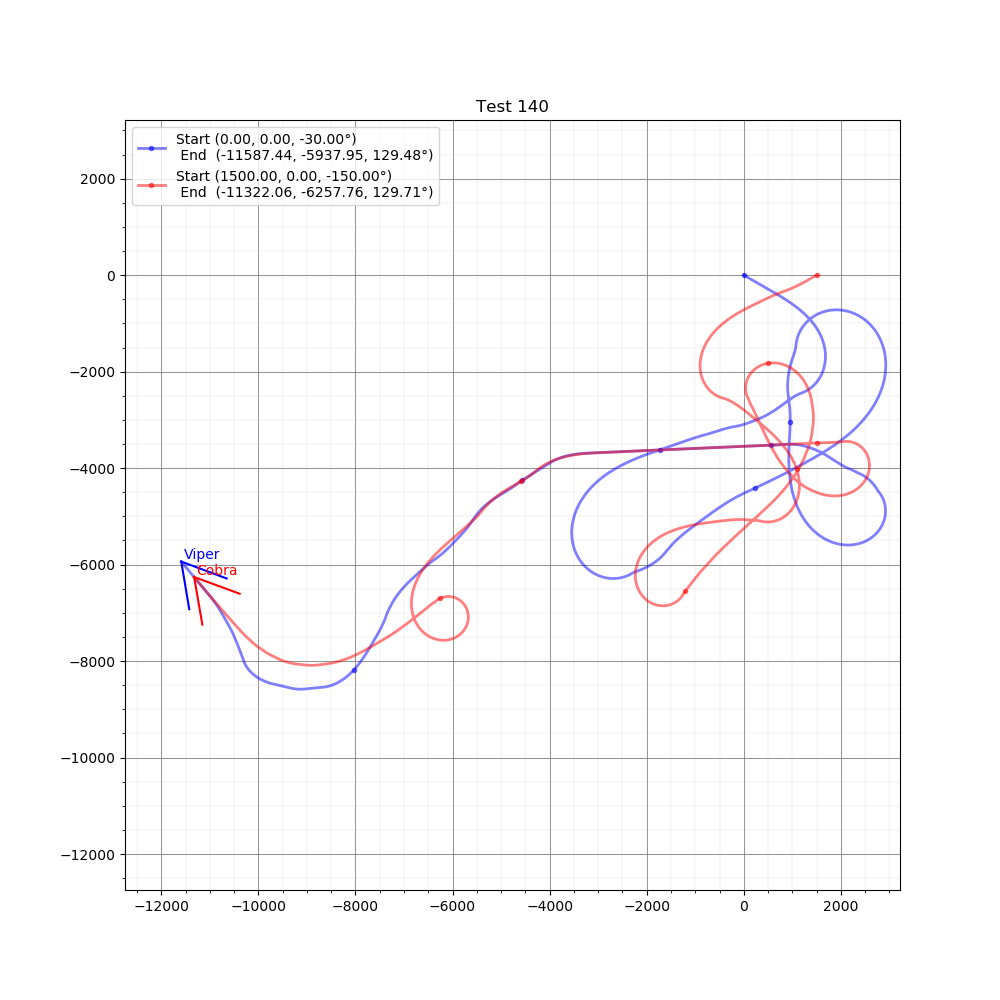 Test 140
Start (0.00, 0.00, -30.00°)
End (-11587.44, -5937.95, 129.48°)
Start (1500.00, 0.00, -150.00°)
End (-11322.06, -6257.76, 129.71°)
2000
0
−2000
−4000
−6000
−8000
−10000
−12000
Viper
Cobra
−12000 −10000 −8000 −6000 −4000 −2000 0 2000